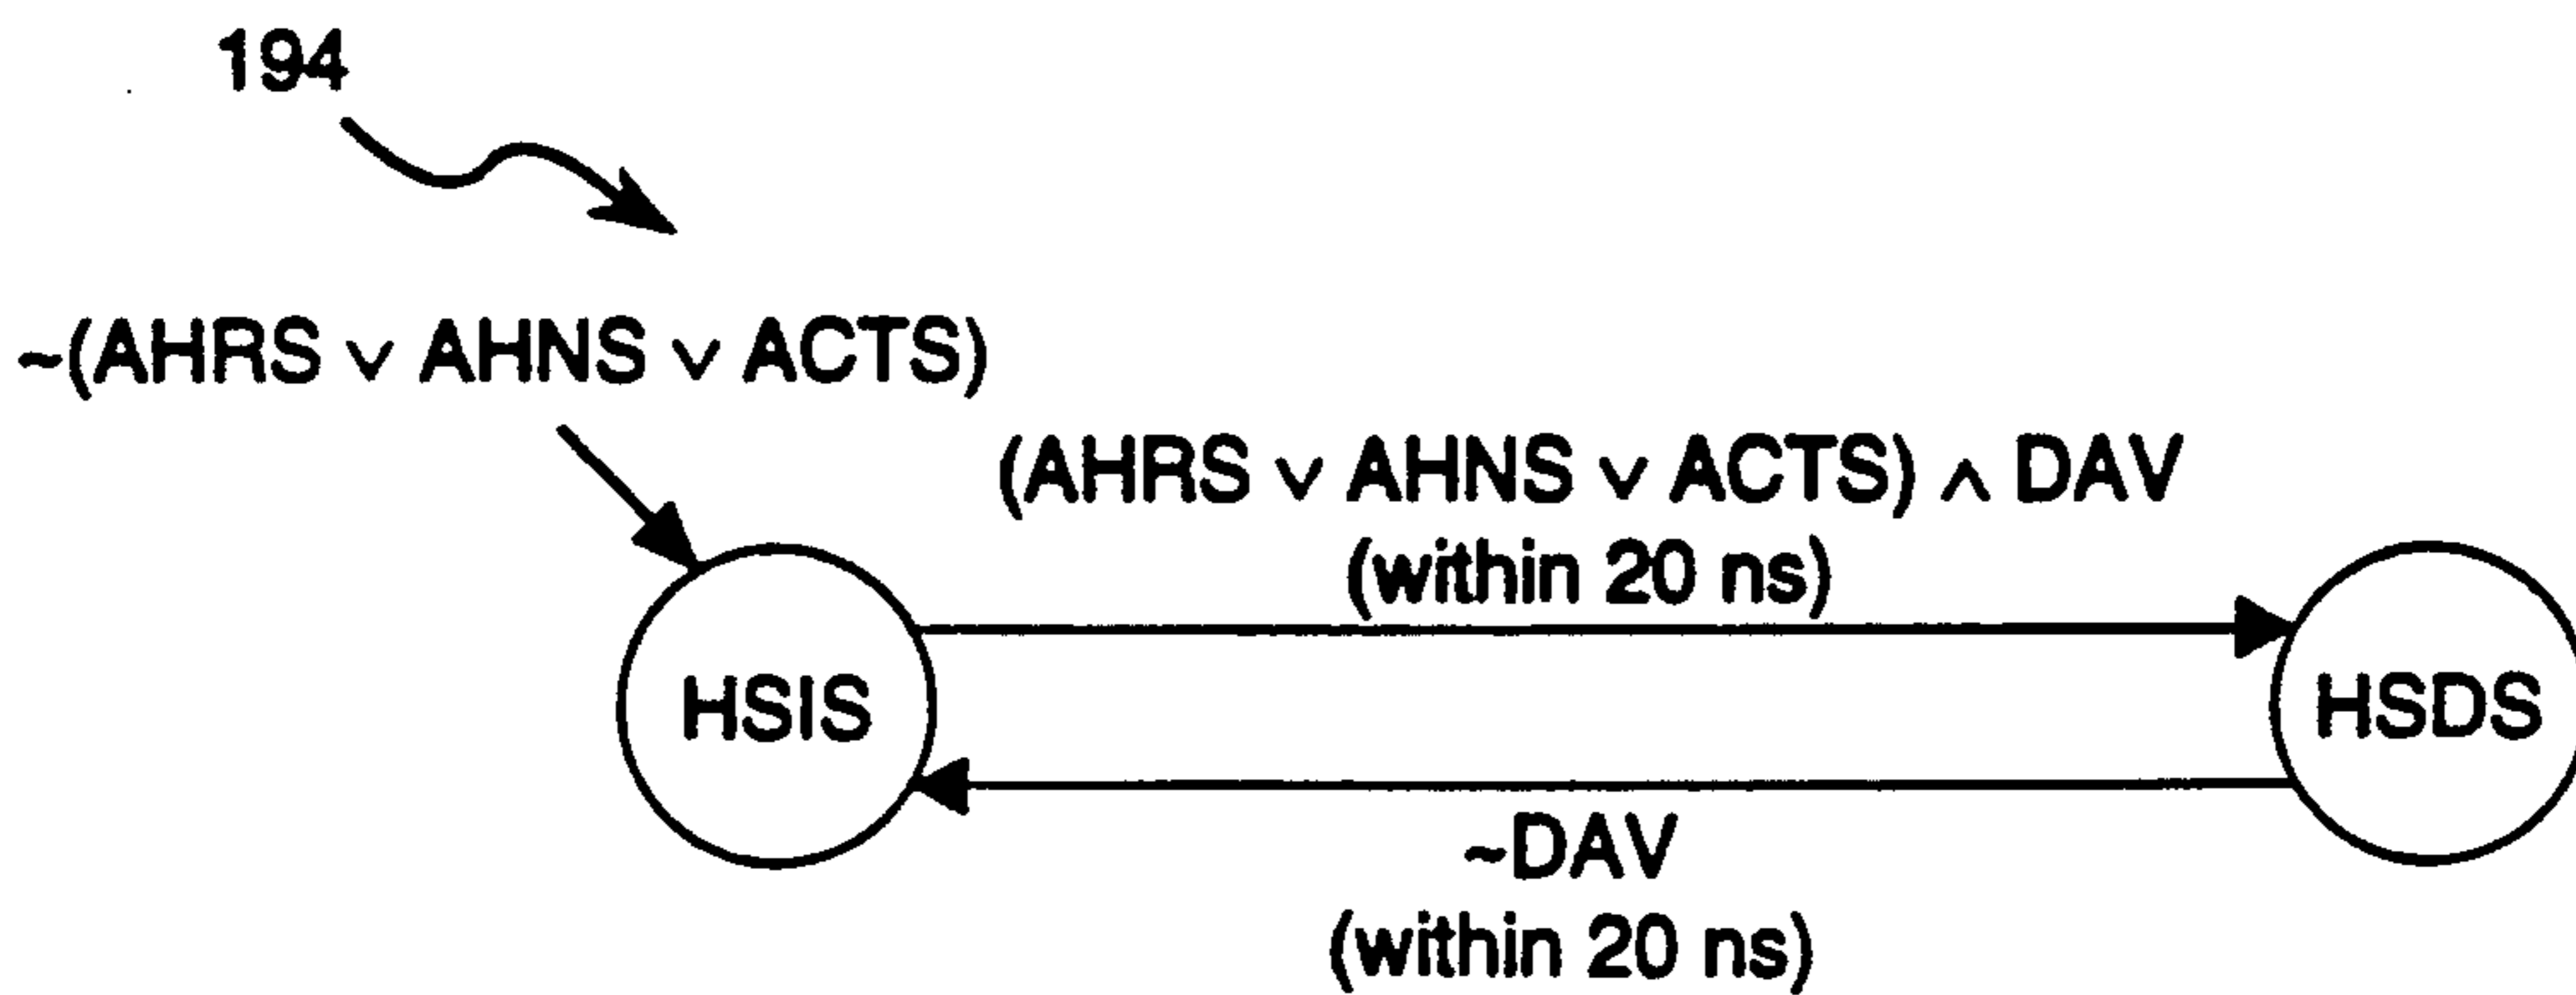 194
~(AHRS ∨ AHNS ∨ ACTS)
(AHRS ∨ AHNS ∨ ACTS) ∧ DAV
(within 20 ns)
HSIS
HSDS
~DAV
(within 20 ns)